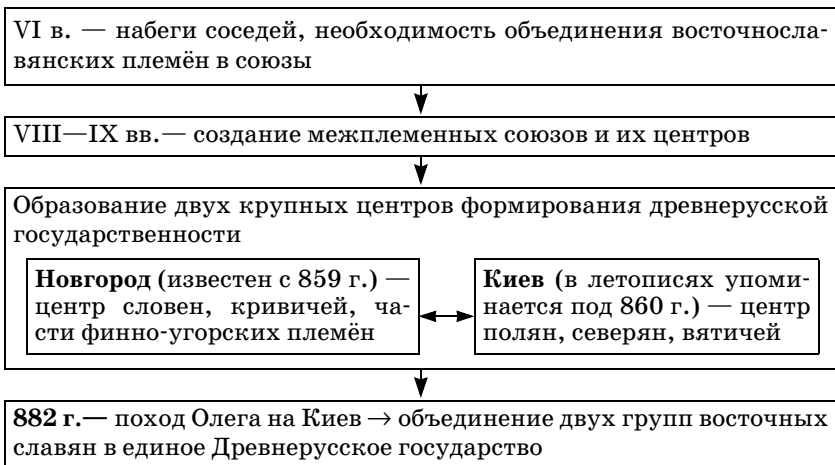 VI в. — набеги соседей, необходимость объединения восточносла-
вянских племён в союзы
VIII—IX вв.— создание межплеменных союзов и их центров
Образование двух крупных центров формирования древнерусской
государственности
Новгород (известен с 859 г.) —
центр словен, кривичей, ча-
сти финно-угорских племён
Киев (в летописях упоми-
нается под 860 г.) — центр
полян, северян, вятичей
882 г.— поход Олега на Киев → объединение двух групп восточных
славян в единое Древнерусское государство